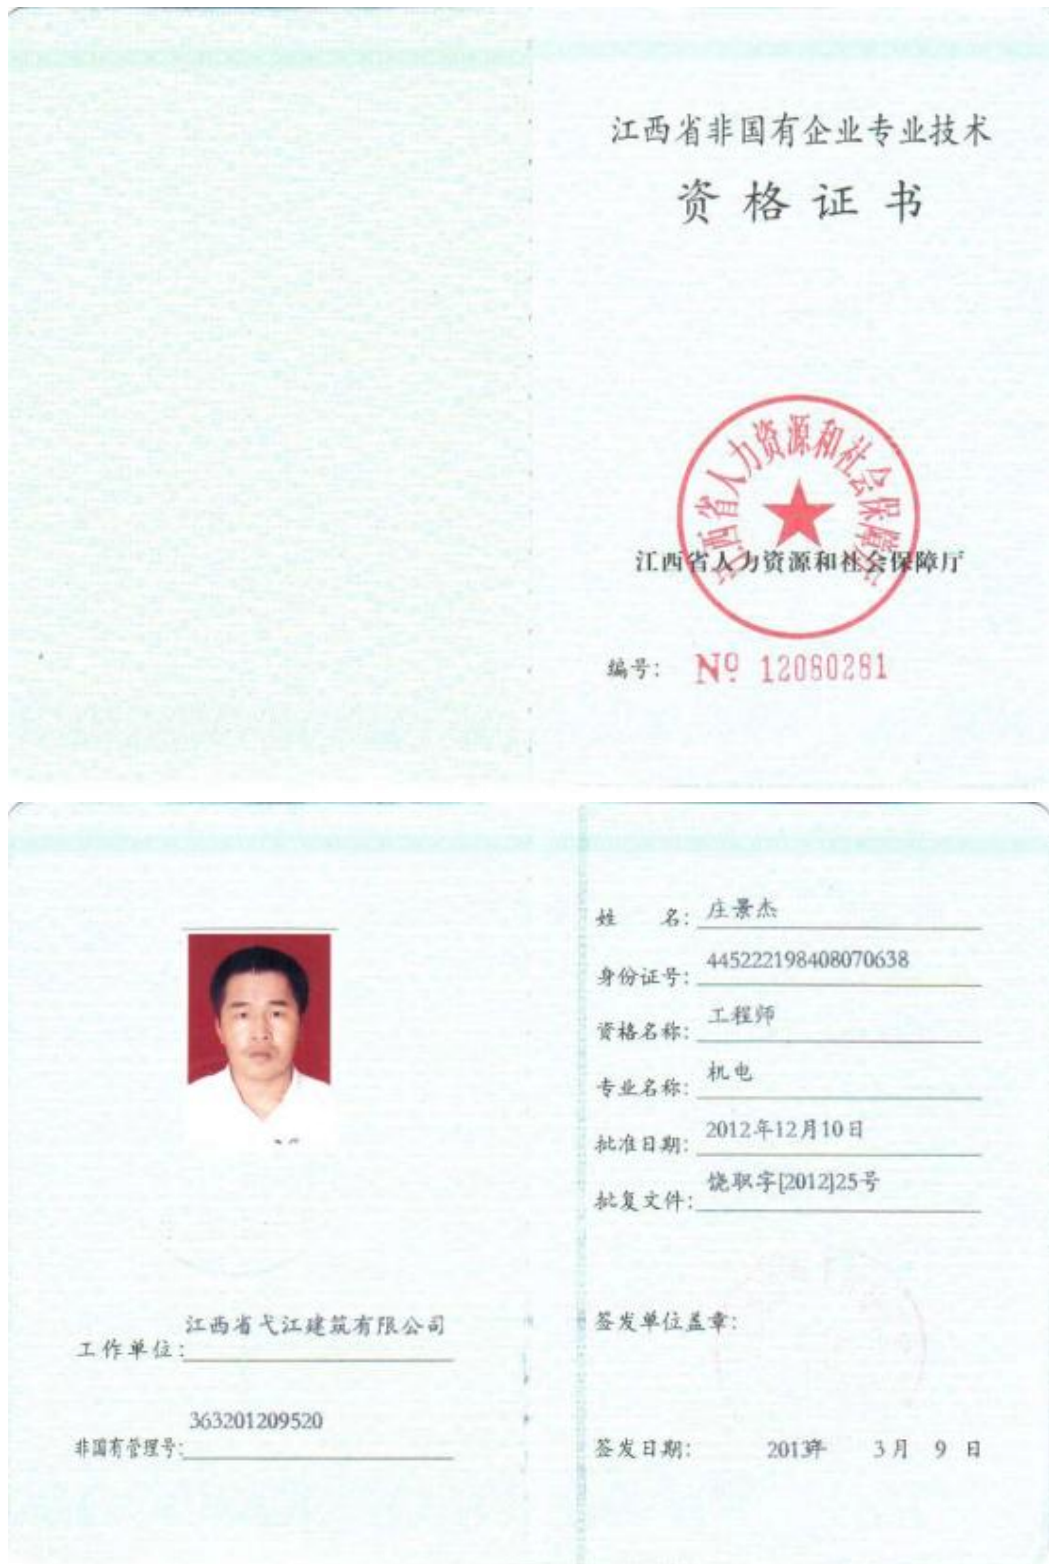 江西省非国有企业专业技术
资格证书
江西省人力资源和社会保障厅
江西省人力资源和社会保障厅
编号: Nº 12080281
姓 名: 庄景杰
身份证号: 445222198408070638
资格名称: 工程师
专业名称: 机电
批准日期: 2012年12月10日
批复文件: 饶职字[2012]25号
工作单位: 江西省弋江建筑有限公司
签发单位盖章:
非国有管理号: 363201209520
签发日期: 2013年 3月 9日